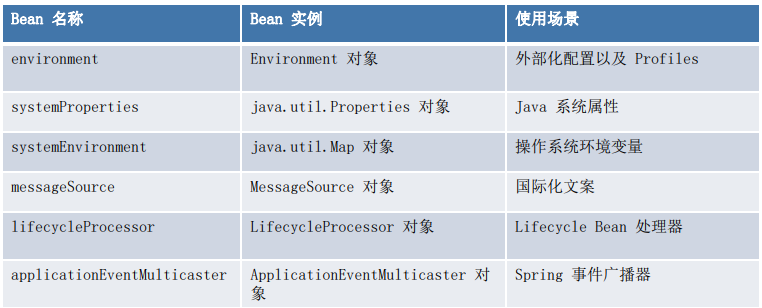 Bean 名称 Bean 实例 使用场景
environment Environment 对象 外部化配置以及 Profiles
systemProperties java.util.Properties 对象 Java 系统属性
systemEnvironment java.util.Map 对象 操作系统环境变量
messageSource MessageSource 对象 国际化文案
lifecycleProcessor LifecycleProcessor 对象 Lifecycle Bean 处理器
applicationEventMulticaster ApplicationEventMulticaster 对 Spring 事件广播器
象